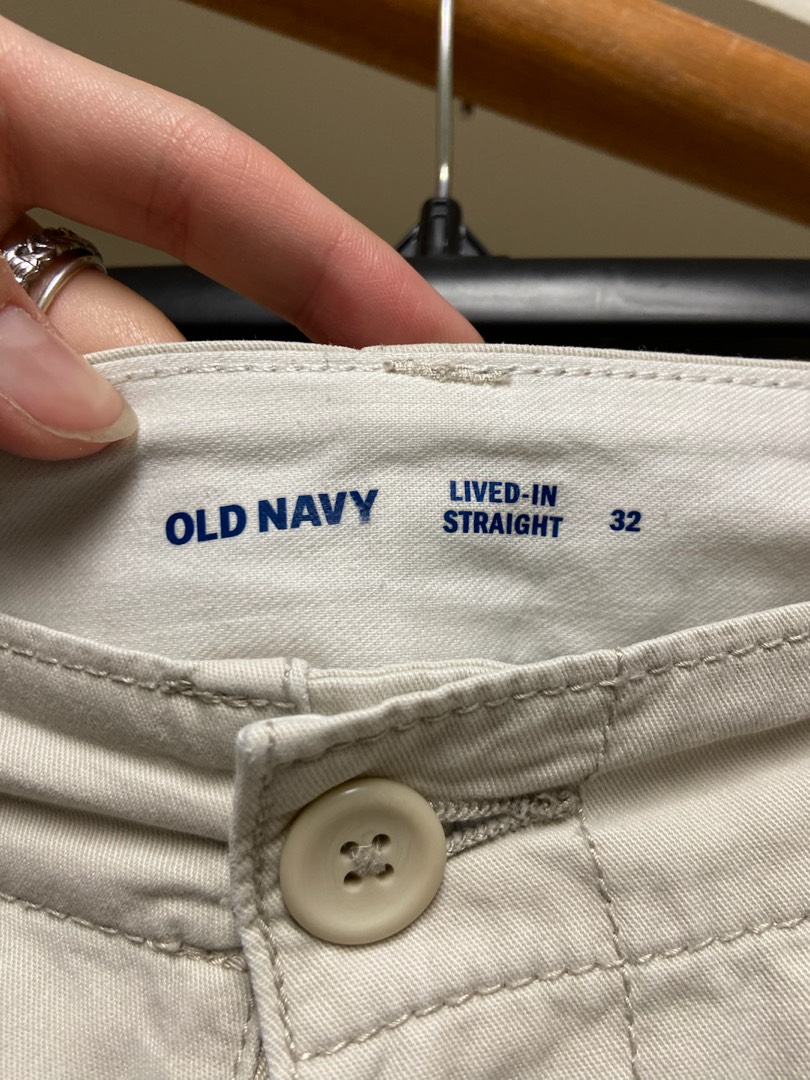 OLD NAVY
LIVED-IN
STRAIGHT
32